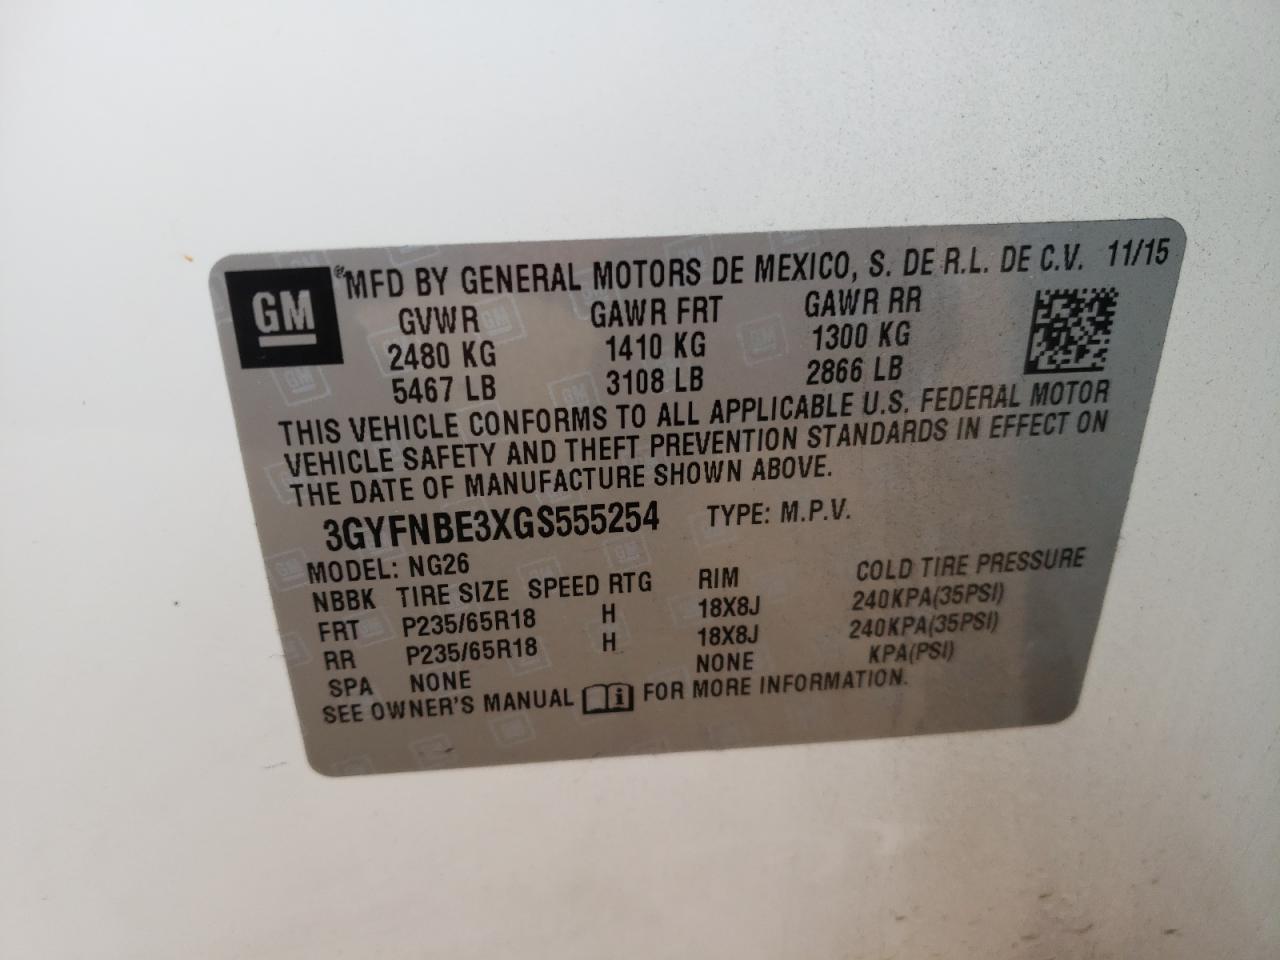 GM
® MFD BY GENERAL MOTORS DE MEXICO, S. DE R.L. DE C.V. 11/15
GVWR GAWR FRT GAWR RR
2480 KG 1410 KG 1300 KG
5467 LB 3108 LB 2866 LB
THIS VEHICLE CONFORMS TO ALL APPLICABLE U.S. FEDERAL MOTOR
VEHICLE SAFETY AND THEFT PREVENTION STANDARDS IN EFFECT ON
THE DATE OF MANUFACTURE SHOWN ABOVE.
3GYFNBE3XGS555254 TYPE: M.P.V.
MODEL: NG26
NBBK TIRE SIZE SPEED RTG RIM COLD TIRE PRESSURE
FRT P235/65R18 H 18X8J 240KPA(35PSI)
RR P235/65R18 H 18X8J 240KPA(35PSI)
SPA NONE NONE KPA(PSI)
SEE OWNER'S MANUAL i FOR MORE INFORMATION.